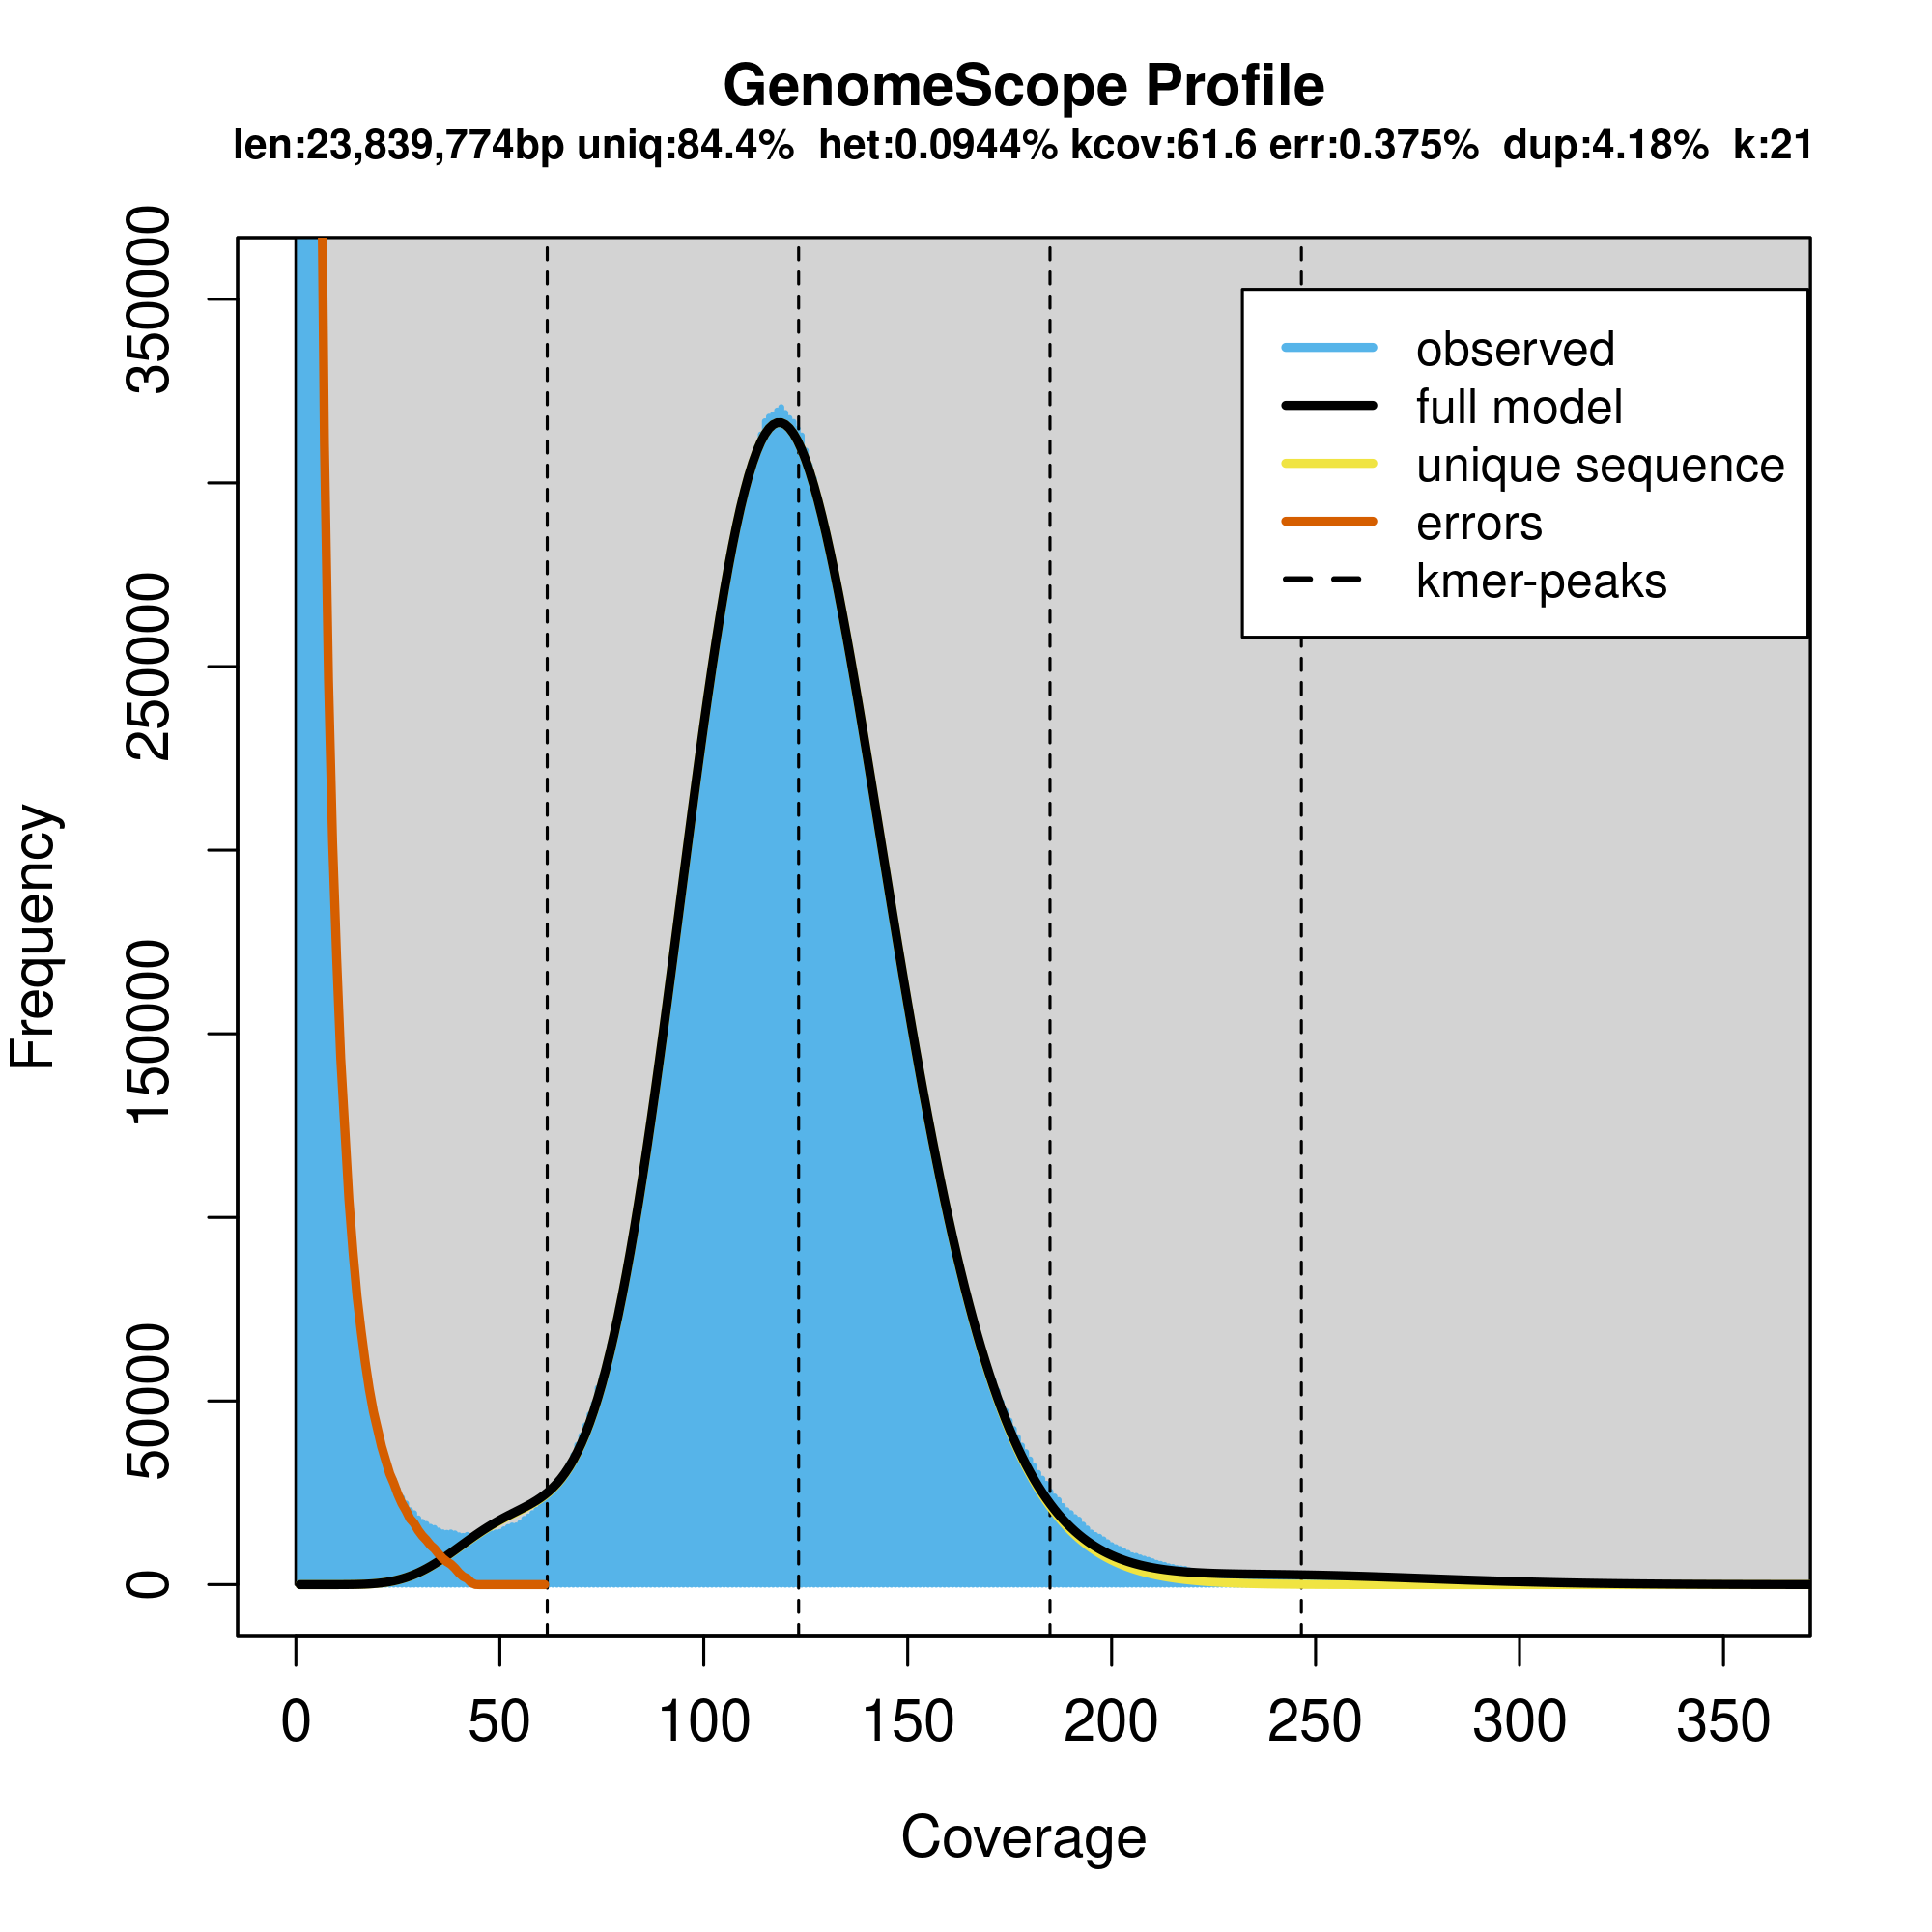 GenomeScope Profile
len:23,839,774bp uniq:84.4%  het:0.0944% kcov:61.6 err:0.375%  dup:4.18%  k:21
Frequency
350000
250000
150000
50000
0
observed
full model
unique sequence
errors
kmer-peaks
0 50 100 150 200 250 300 350
Coverage